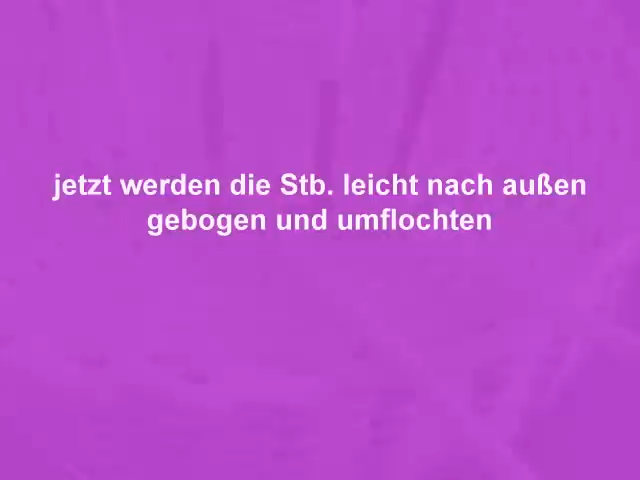 jetzt werden die Stb. leicht nach außen
gebogen und umflochten